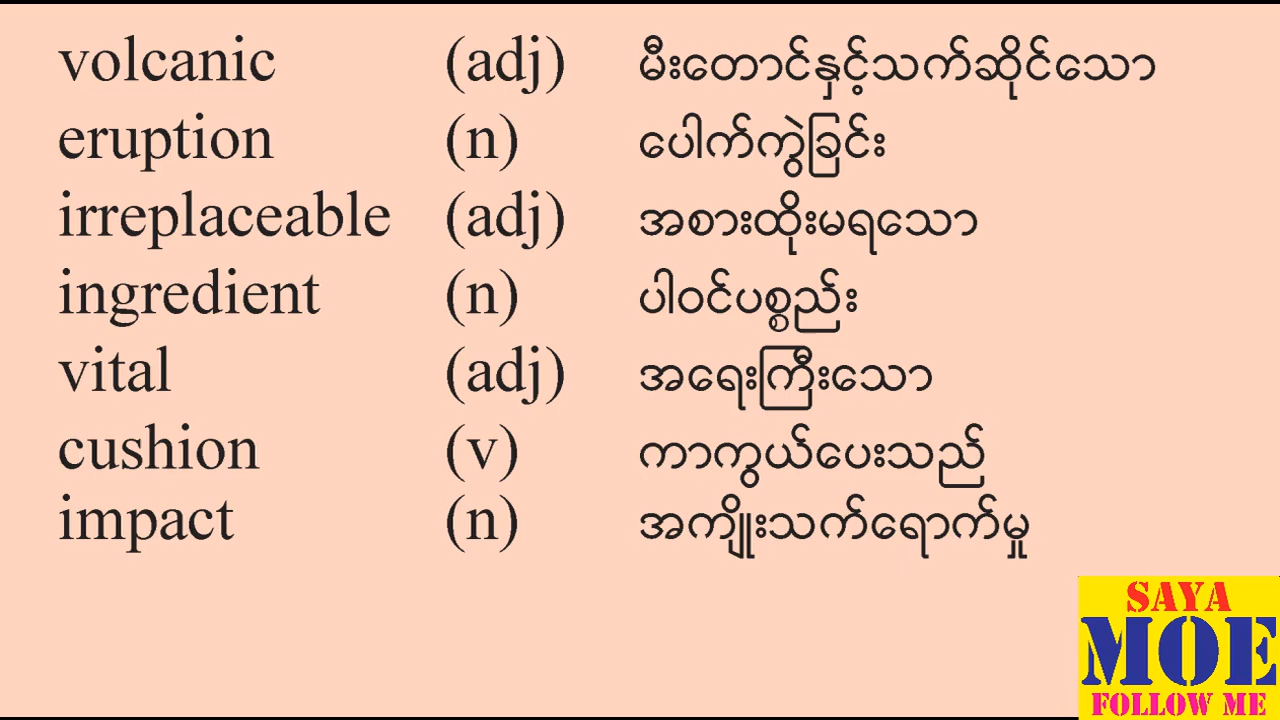 volcanic (adj) မီးတောင်နှင့်သက်ဆိုင်သော
eruption (n) ပေါက်ကွဲခြင်း
irreplaceable (adj) အစားထိုးမရသော
ingredient (n) ပါဝင်ပစ္စည်း
vital (adj) အရေးကြီးသော
cushion (v) ကာကွယ်ပေးသည်
impact (n) အကျိုးသက်ရောက်မှု
SAYA
MOE
FOLLOW ME